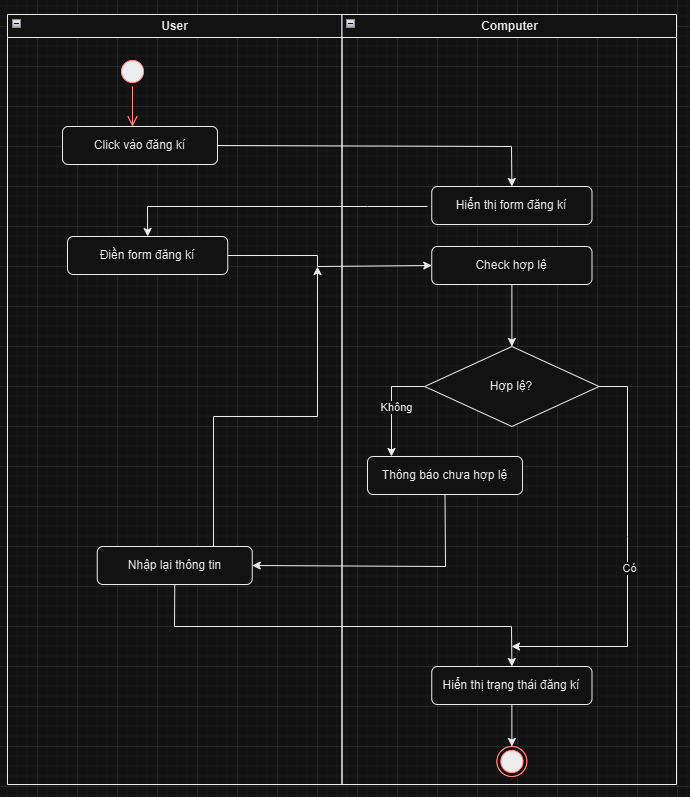 User
Computer
Click vào đăng kí
Hiển thị form đăng kí
Điền form đăng kí
Check hợp lệ
Hợp lệ?
Không
Thông báo chưa hợp lệ
Nhập lại thông tin
Có
Hiển thị trạng thái đăng kí